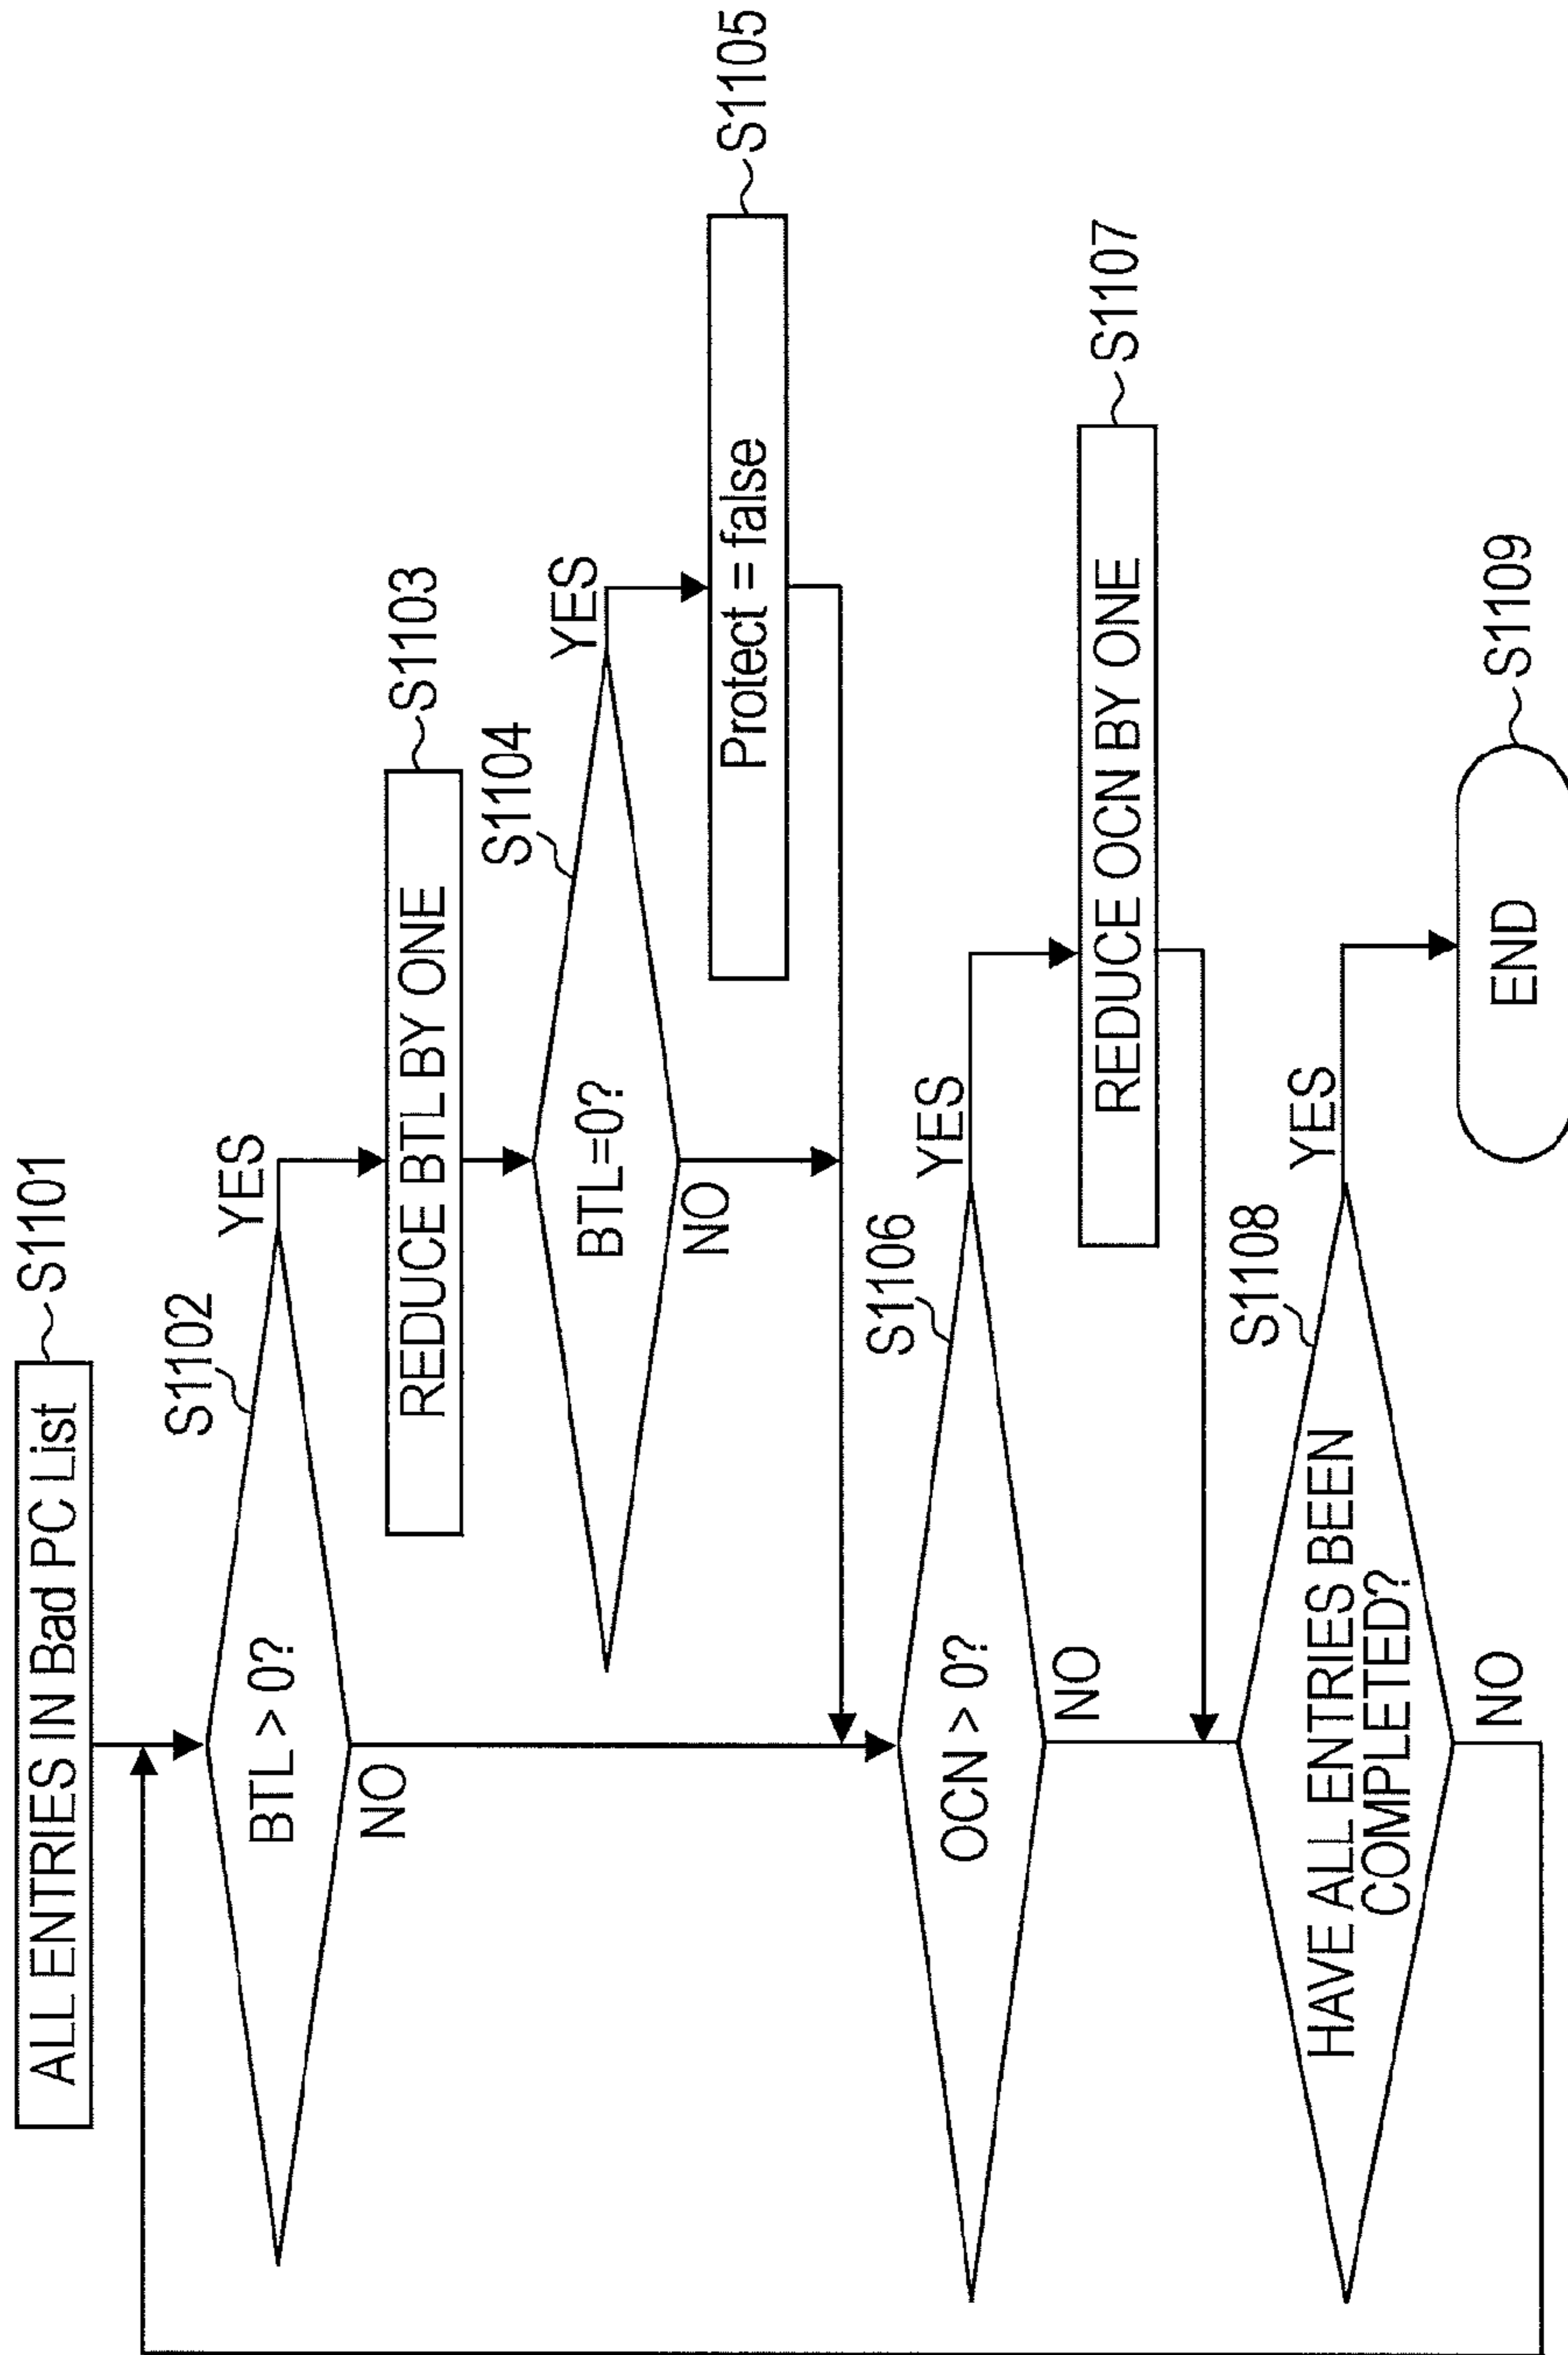 ALL ENTRIES IN Bad PC List
S1101
S1102
BTL > 0?
YES
NO
REDUCE BTL BY ONE
S1103
S1104
BTL=0?
YES
NO
Protect = false
S1105
S1106
OCN > 0?
YES
NO
REDUCE OCN BY ONE
S1107
S1108
HAVE ALL ENTRIES BEEN
COMPLETED?
YES
NO
END
S1109